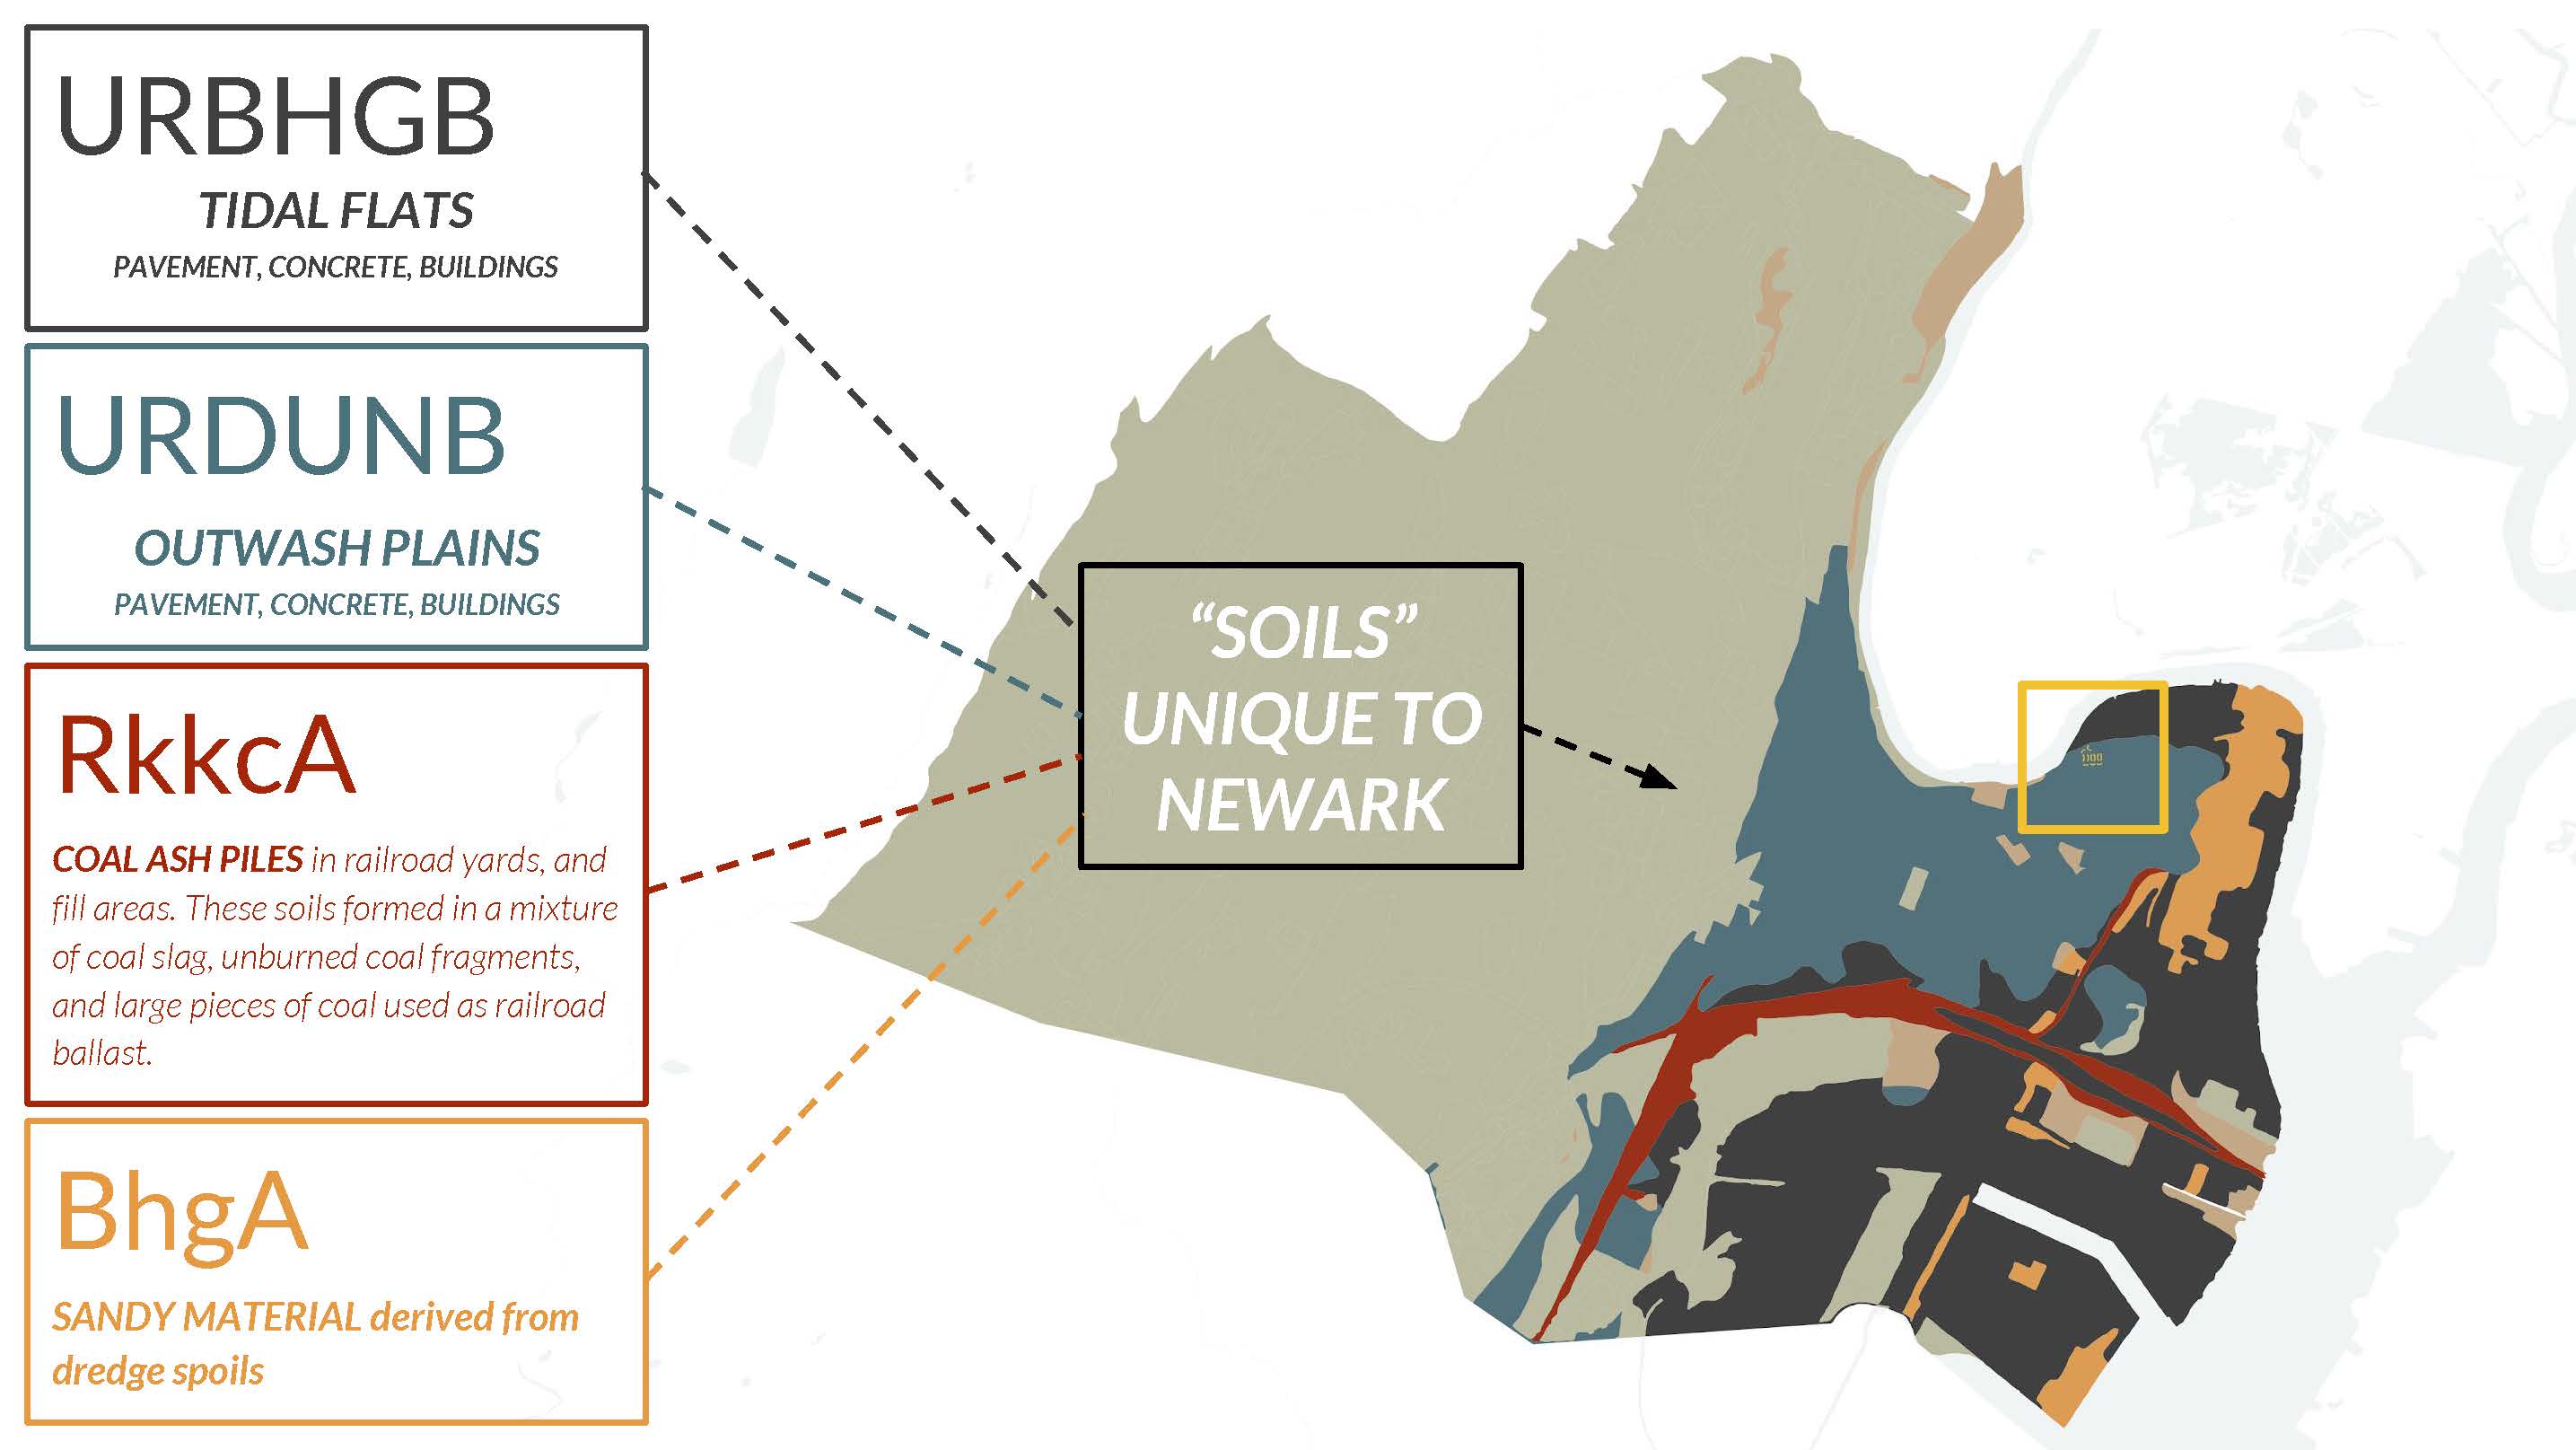 URBHGB
TIDAL FLATS
PAVEMENT, CONCRETE, BUILDINGS
URDUNB
OUTWASH PLAINS
PAVEMENT, CONCRETE, BUILDINGS
RkkcA
COAL ASH PILES in railroad yards, and
fill areas. These soils formed in a mixture
of coal slag, unburned coal fragments,
and large pieces of coal used as railroad
ballast.
BhgA
SANDY MATERIAL derived from
dredge spoils
“SOILS”
UNIQUE TO
NEWARK